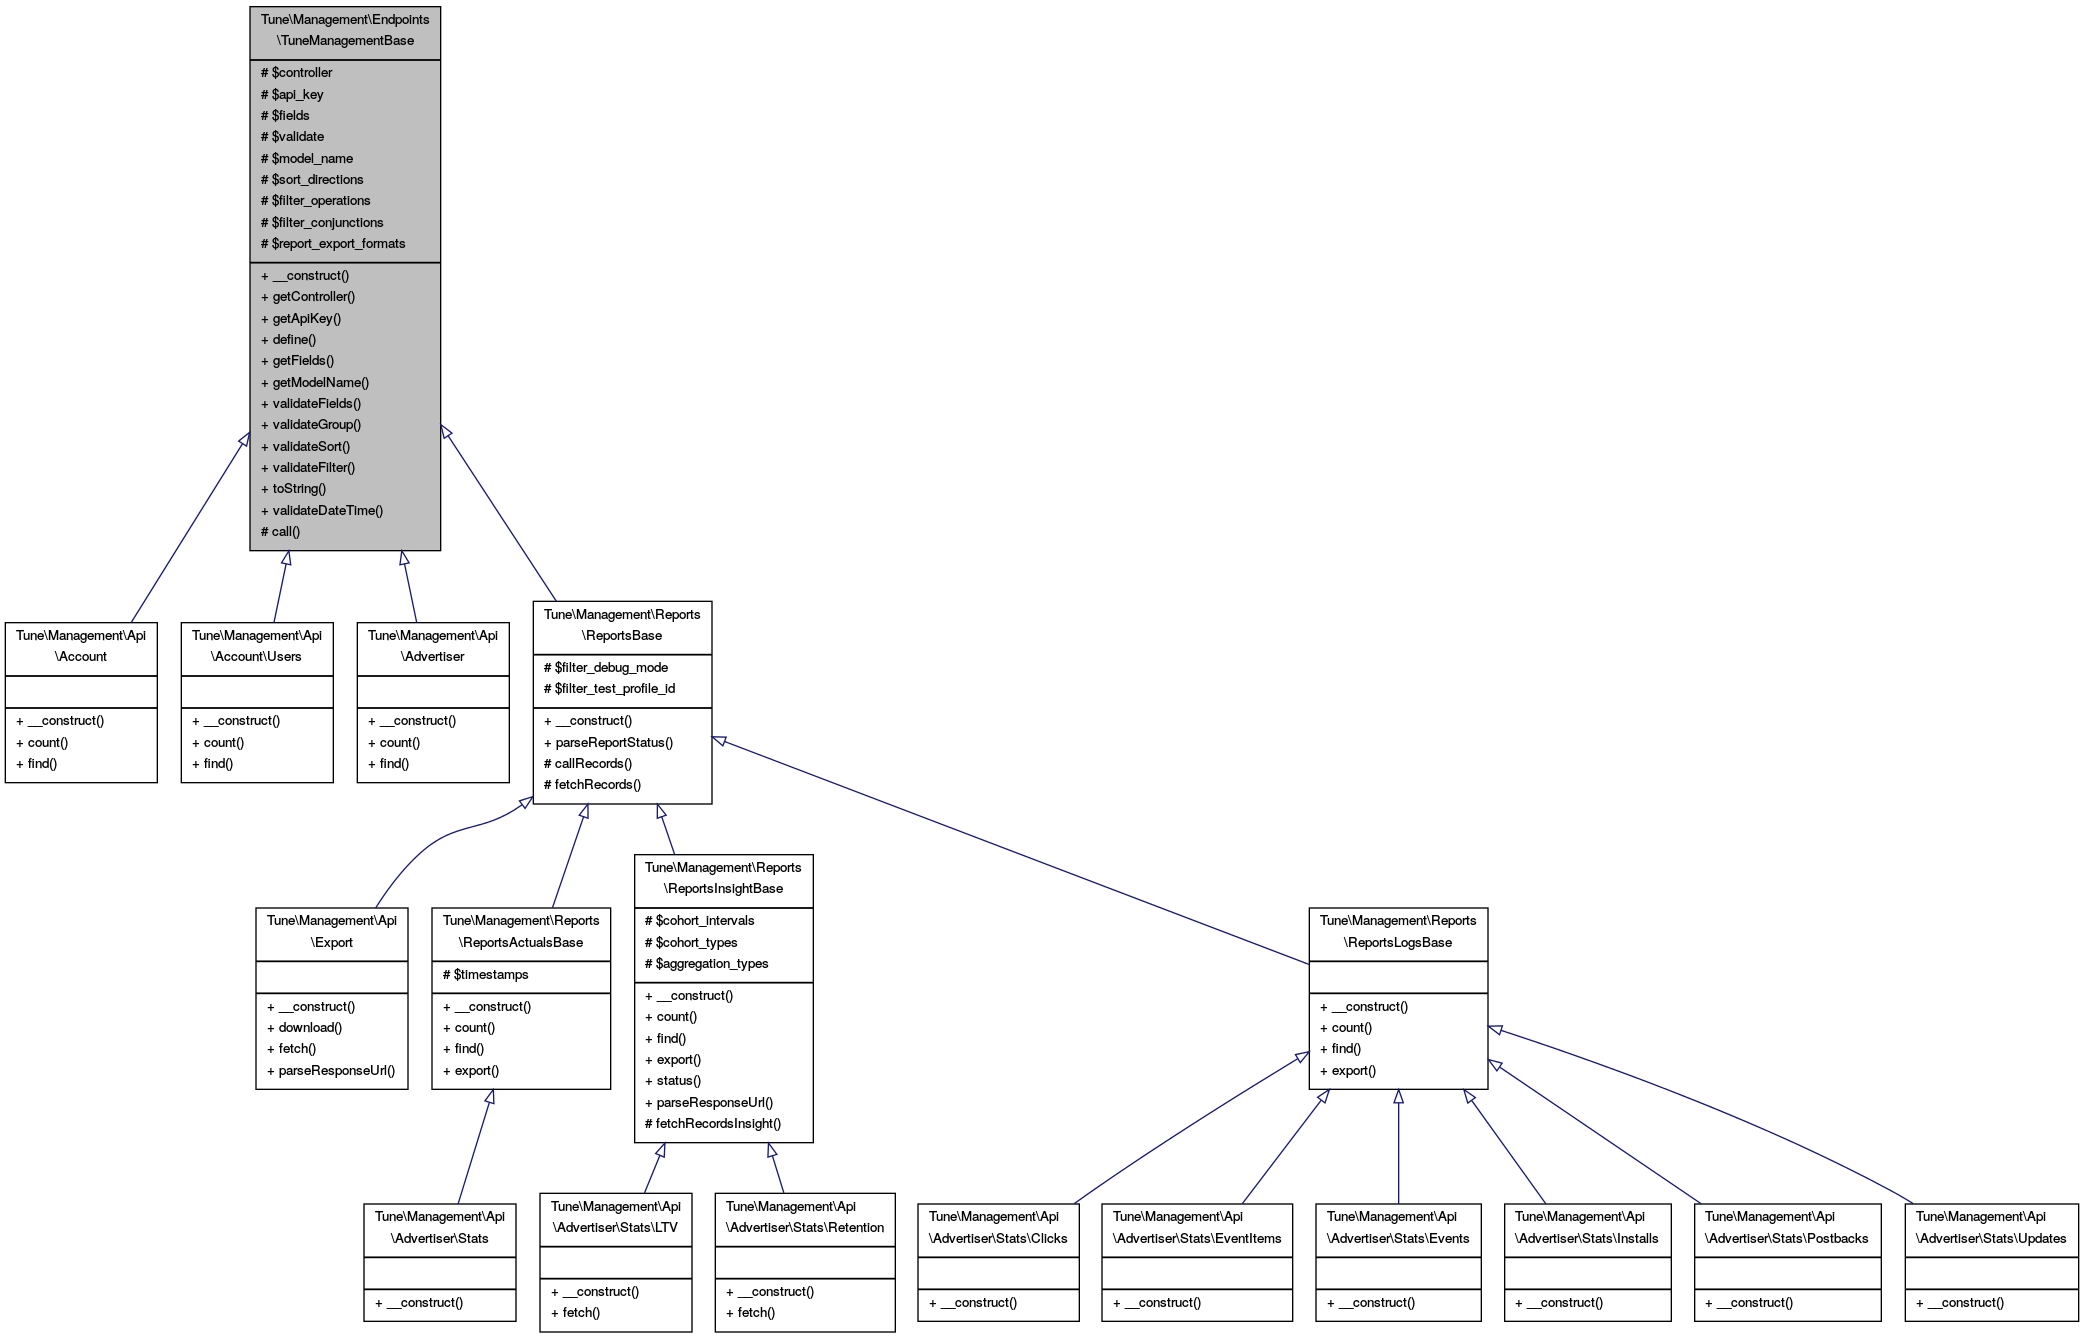 Tune\Management\Endpoints
\TuneManagementBase
# $controller
# $api_key
# $fields
# $validate
# $model_name
# $sort_directions
# $filter_operations
# $filter_conjunctions
# $report_export_formats
+ __construct()
+ getController()
+ getApiKey()
+ define()
+ getFields()
+ getModelName()
+ validateFields()
+ validateGroup()
+ validateSort()
+ validateFilter()
+ toString()
+ validateDateTime()
# call()
Tune\Management\Api
\Account
+ __construct()
+ count()
+ find()
Tune\Management\Api
\Account\Users
+ __construct()
+ count()
+ find()
Tune\Management\Api
\Advertiser
+ __construct()
+ count()
+ find()
Tune\Management\Reports
\ReportsBase
# $filter_debug_mode
# $filter_test_profile_id
+ __construct()
+ parseReportStatus()
# callRecords()
# fetchRecords()
Tune\Management\Api
\Export
+ __construct()
+ download()
+ fetch()
+ parseResponseUrl()
Tune\Management\Reports
\ReportsActualsBase
# $timestamps
+ __construct()
+ count()
+ find()
+ export()
Tune\Management\Reports
\ReportsInsightBase
# $cohort_intervals
# $cohort_types
# $aggregation_types
+ __construct()
+ count()
+ find()
+ export()
+ status()
+ parseResponseUrl()
# fetchRecordsInsight()
Tune\Management\Reports
\ReportsLogsBase
+ __construct()
+ count()
+ find()
+ export()
Tune\Management\Api
\Advertiser\Stats
+ __construct()
Tune\Management\Api
\Advertiser\Stats\LTV
+ __construct()
+ fetch()
Tune\Management\Api
\Advertiser\Stats\Retention
+ __construct()
+ fetch()
Tune\Management\Api
\Advertiser\Stats\Clicks
+ __construct()
Tune\Management\Api
\Advertiser\Stats\EventItems
+ __construct()
Tune\Management\Api
\Advertiser\Stats\Events
+ __construct()
Tune\Management\Api
\Advertiser\Stats\Installs
+ __construct()
Tune\Management\Api
\Advertiser\Stats\Postbacks
+ __construct()
Tune\Management\Api
\Advertiser\Stats\Updates
+ __construct()